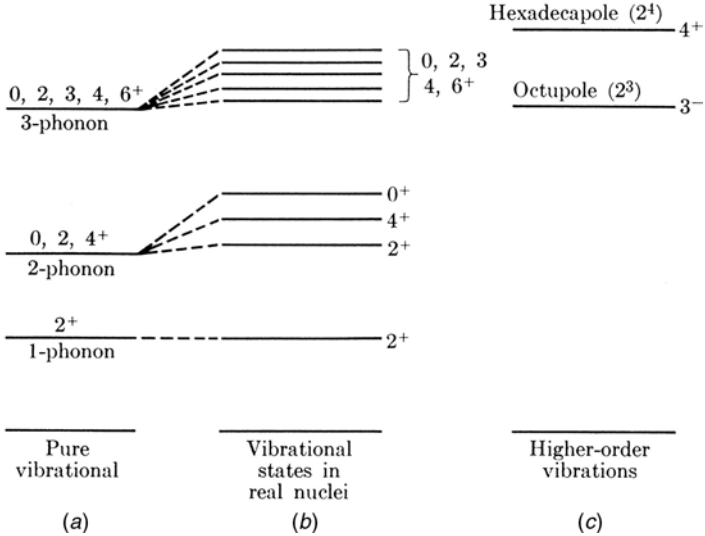 Hexadecapole (2⁴)
4⁺
0, 2, 3, 4, 6⁺
3-phonon
0, 2, 3
4, 6⁺
Octupole (2³)
3⁻
0, 2, 4⁺
2-phonon
0⁺
4⁺
2⁺
2⁺
1-phonon
2⁺
Pure
vibrational
(a)
Vibrational
states in
real nuclei
(b)
Higher-order
vibrations
(c)